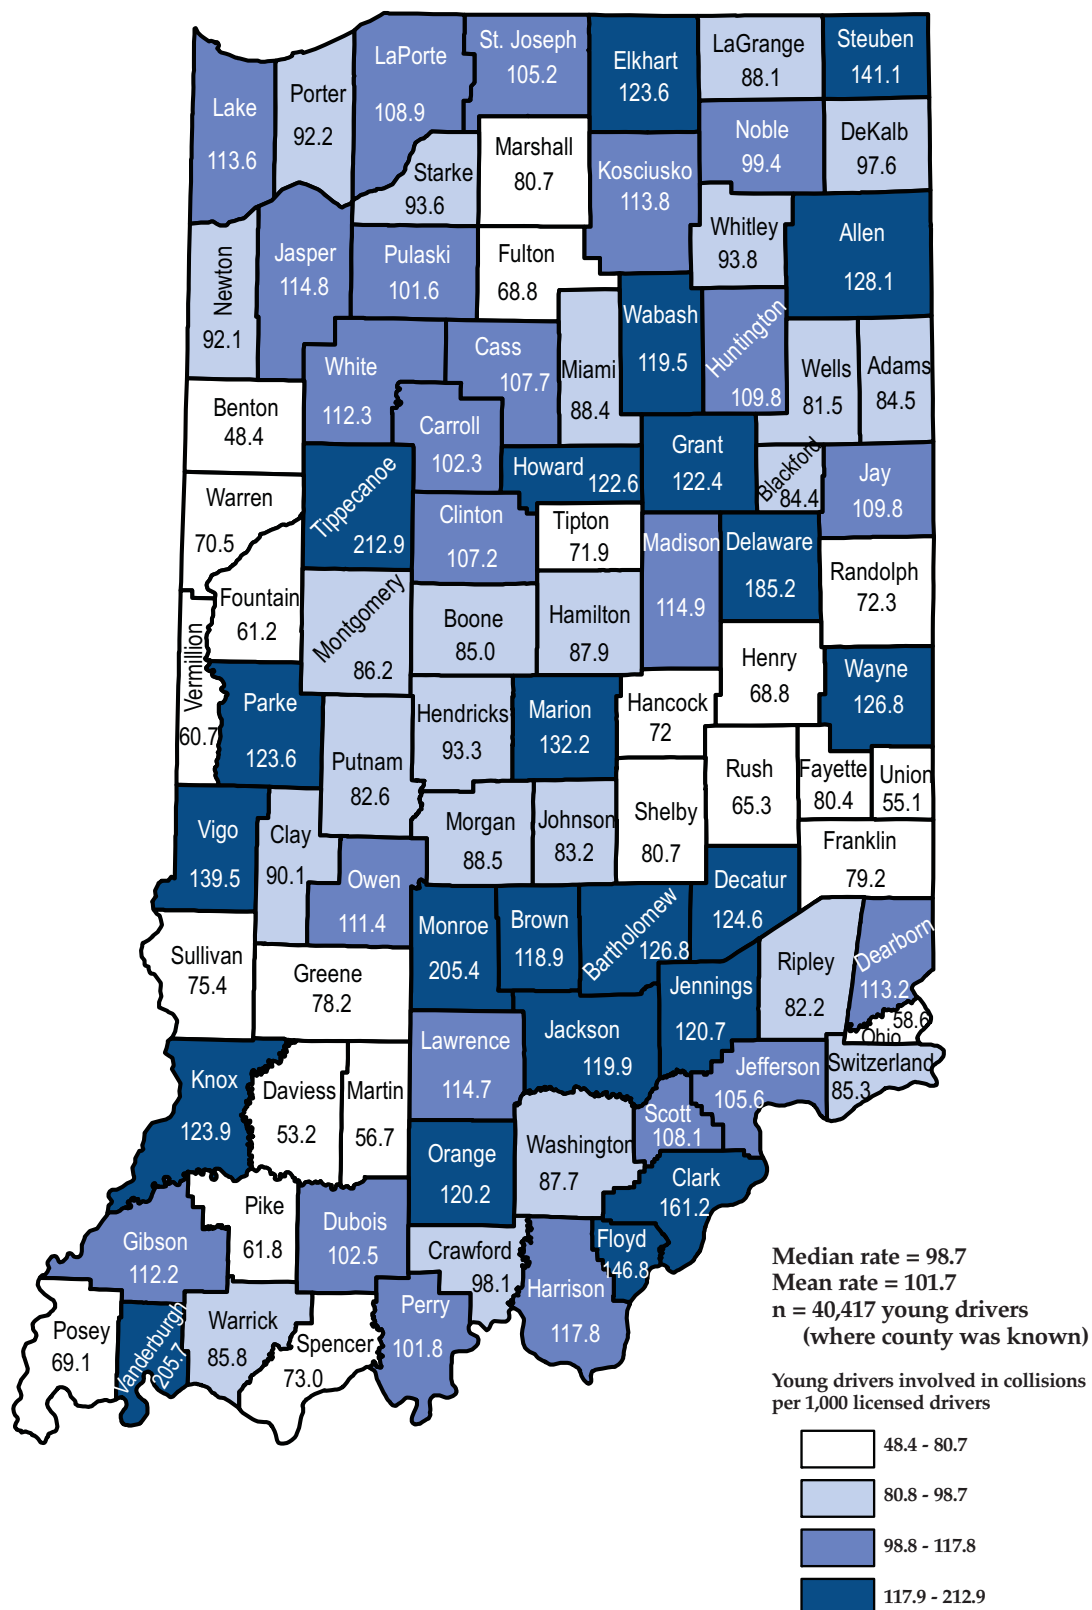 St. Joseph
105.2
LaPorte
108.9
Elkhart
123.6
LaGrange
88.1
Steuben
141.1
Lake
113.6
Porter
92.2
Marshall
80.7
Starke
93.6
Kosciusko
113.8
Noble
99.4
DeKalb
97.6
Whitley
93.8
Allen
128.1
Newton
92.1
Jasper
114.8
Pulaski
101.6
Fulton
68.8
Wabash
119.5
Huntington
109.8
White
112.3
Cass
107.7
Miami
88.4
Wells
81.5
Adams
84.5
Benton
48.4
Carroll
102.3
Howard
122.6
Grant
122.4
Blackford
84.4
Jay
109.8
Warren
70.5
Tippecanoe
212.9
Clinton
107.2
Tipton
71.9
Madison
114.9
Delaware
185.2
Randolph
72.3
Fountain
61.2
Montgomery
86.2
Boone
85.0
Hamilton
87.9
Vermillion
60.7
Parke
123.6
Henry
68.8
Wayne
126.8
Putnam
82.6
Hendricks
93.3
Marion
132.2
Hancock
72
Rush
65.3
Fayette
80.4
Union
55.1
Vigo
139.5
Clay
90.1
Morgan
88.5
Johnson
83.2
Shelby
80.7
Franklin
79.2
Owen
111.4
Monroe
205.4
Brown
118.9
Bartholomew
126.8
Decatur
124.6
Sullivan
75.4
Greene
78.2
Jennings
120.7
Ripley
82.2
Dearborn
113.2
58.6
Ohio
Lawrence
114.7
Jackson
119.9
Jefferson
105.6
Switzerland
85.3
Knox
123.9
Daviess
53.2
Martin
56.7
Orange
120.2
Washington
87.7
Scott
108.1
Clark
161.2
Gibson
112.2
Pike
61.8
Dubois
102.5
Crawford
98.1
Floyd
146.8
Harrison
117.8
Posey
69.1
Vanderburgh
205.7
Warrick
85.8
Spencer
73.0
Perry
101.8
Median rate = 98.7
Mean rate = 101.7
n = 40,417 young drivers
(where county was known)
Young drivers involved in collisions
per 1,000 licensed drivers
48.4 - 80.7
80.8 - 98.7
98.8 - 117.8
117.9 - 212.9